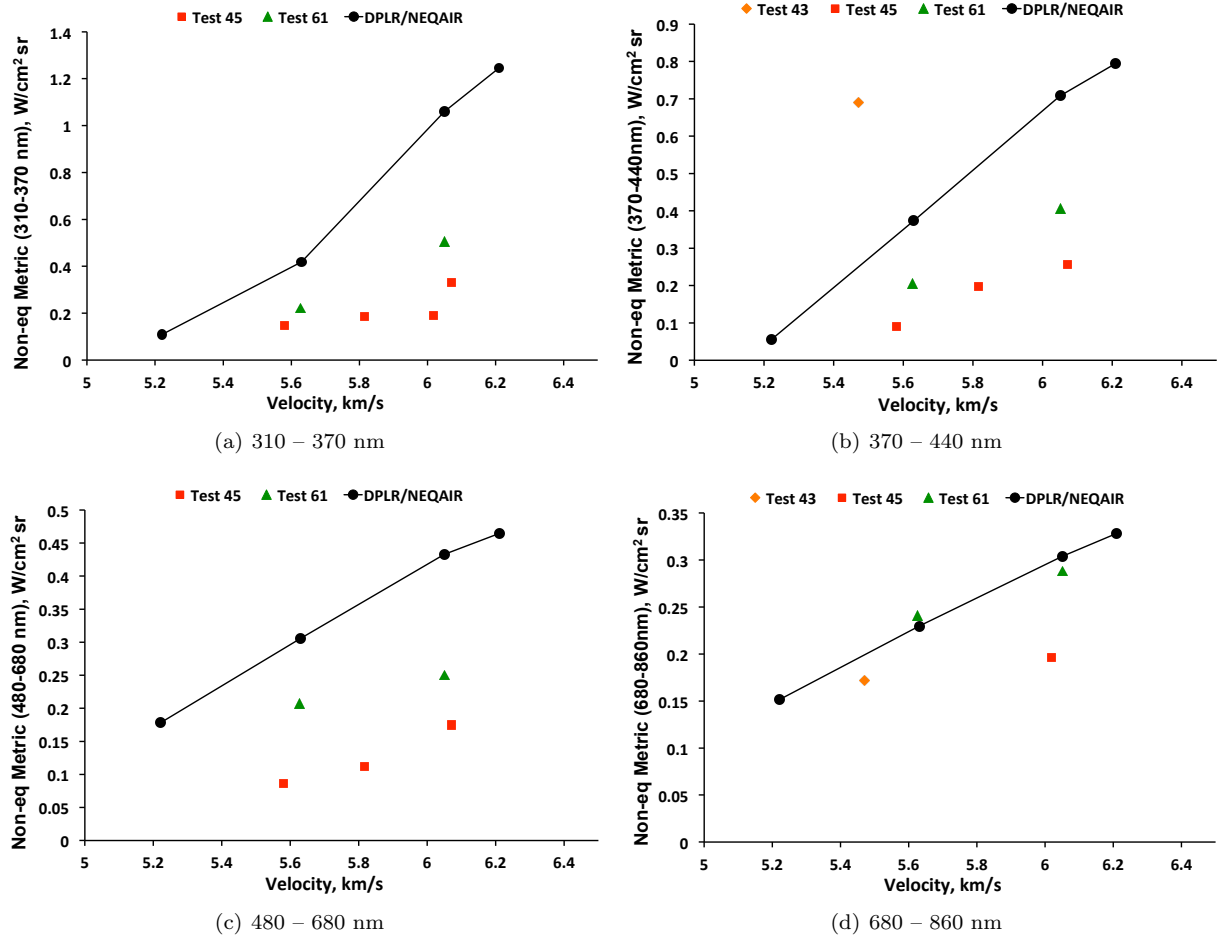 Test 45 Test 61 DPLR/NEQAIR
Non-eq Metric (310-370 nm), W/cm² sr
1.4
1.2
1
0.8
0.6
0.4
0.2
0
5 5.2 5.4 5.6 5.8 6 6.2 6.4
Velocity, km/s
(a) 310 – 370 nm
Test 43 Test 45 Test 61 DPLR/NEQAIR
Non-eq Metric (370-440nm), W/cm² sr
0.9
0.8
0.7
0.6
0.5
0.4
0.3
0.2
0.1
0
5 5.2 5.4 5.6 5.8 6 6.2 6.4
Velocity, km/s
(b) 370 – 440 nm
Test 45 Test 61 DPLR/NEQAIR
Non-eq Metric (480-680 nm), W/cm² sr
0.5
0.45
0.4
0.35
0.3
0.25
0.2
0.15
0.1
0.05
0
5 5.2 5.4 5.6 5.8 6 6.2 6.4
Velocity, km/s
(c) 480 – 680 nm
Test 43 Test 45 Test 61 DPLR/NEQAIR
Non-eq Metric (680-860nm), W/cm² sr
0.35
0.3
0.25
0.2
0.15
0.1
0.05
0
5 5.2 5.4 5.6 5.8 6 6.2 6.4
Velocity, km/s
(d) 680 – 860 nm